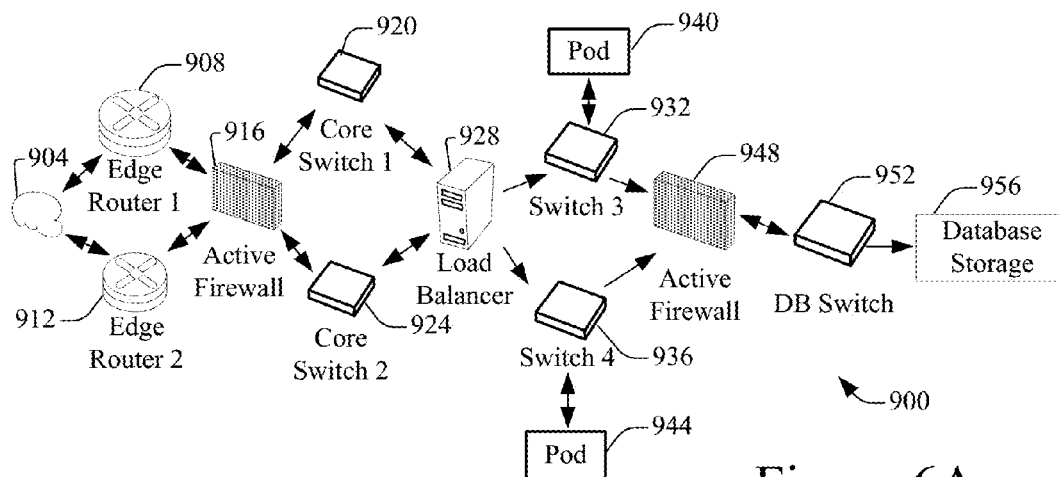 920
Pod
940
908
932
916
Core
Switch 1
928
904
948
Edge
Router 1
952
956
Switch 3
Database
Storage
Active
Firewall
Load
Balancer
Active
Firewall
DB Switch
912
924
Edge
Router 2
Core
Switch 2
Switch 4
936
900
Pod
944